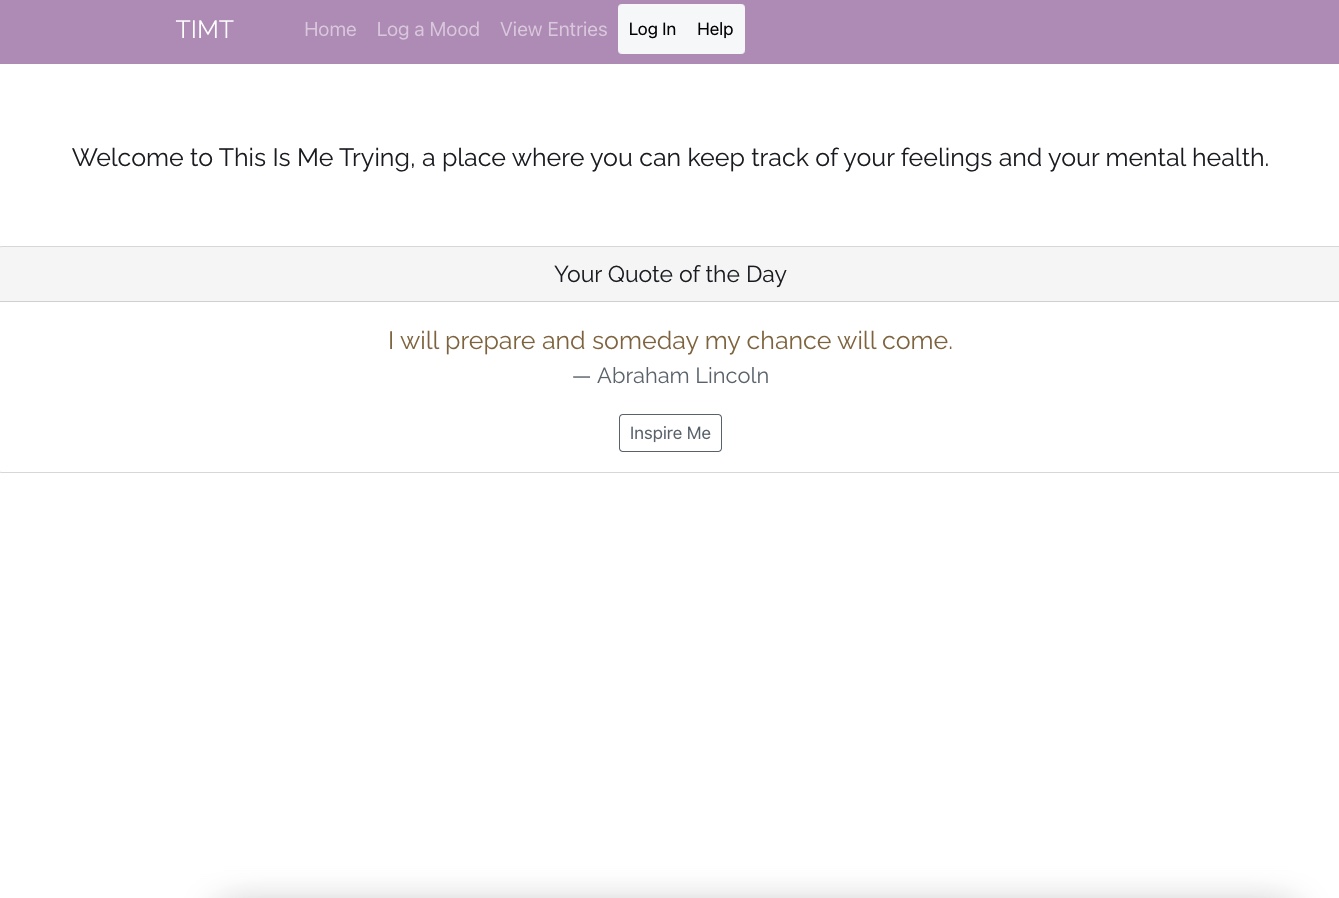 TIMT Home Log a Mood View Entries Log In Help
Welcome to This Is Me Trying, a place where you can keep track of your feelings and your mental health.
Your Quote of the Day
I will prepare and someday my chance will come.
— Abraham Lincoln
Inspire Me